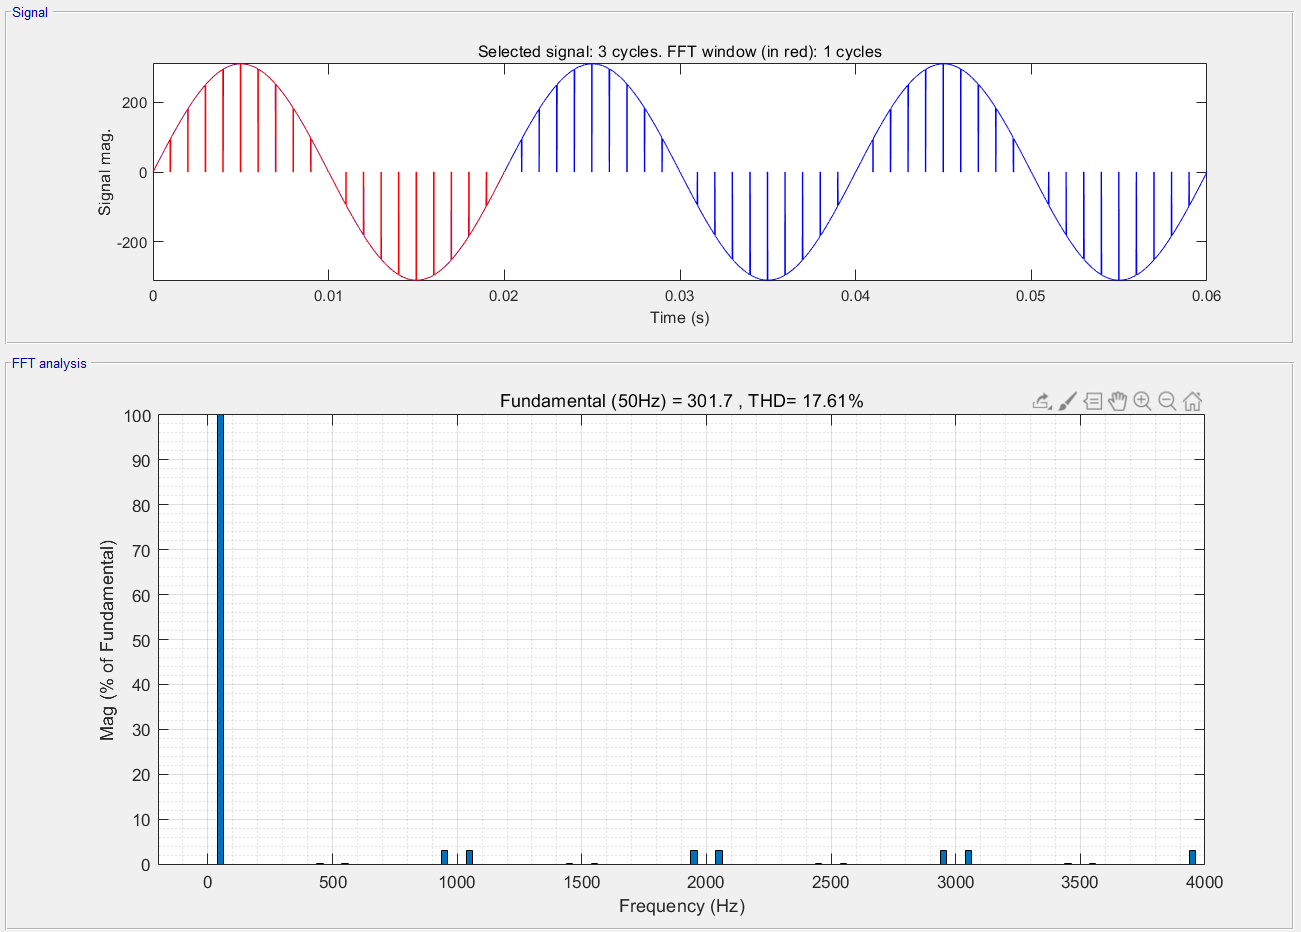 Signal
Selected signal: 3 cycles. FFT window (in red): 1 cycles
200
0
-200
Signal mag.
0 0.01 0.02 0.03 0.04 0.05 0.06
Time (s)
FFT analysis
Fundamental (50Hz) = 301.7 , THD= 17.61%
100
90
80
70
60
50
40
30
20
10
0
Mag (% of Fundamental)
0 500 1000 1500 2000 2500 3000 3500 4000
Frequency (Hz)